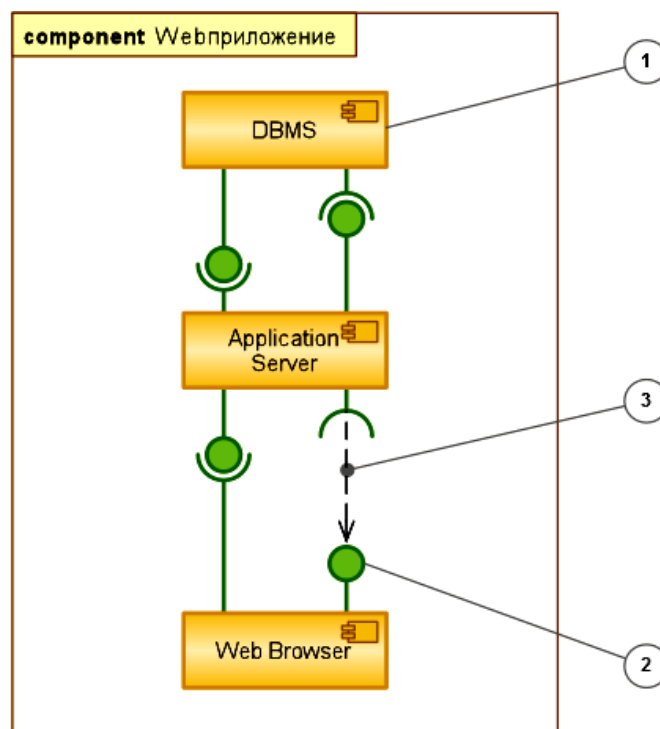 component Webприложение
1
DBMS
Application
Server
3
Web Browser
2